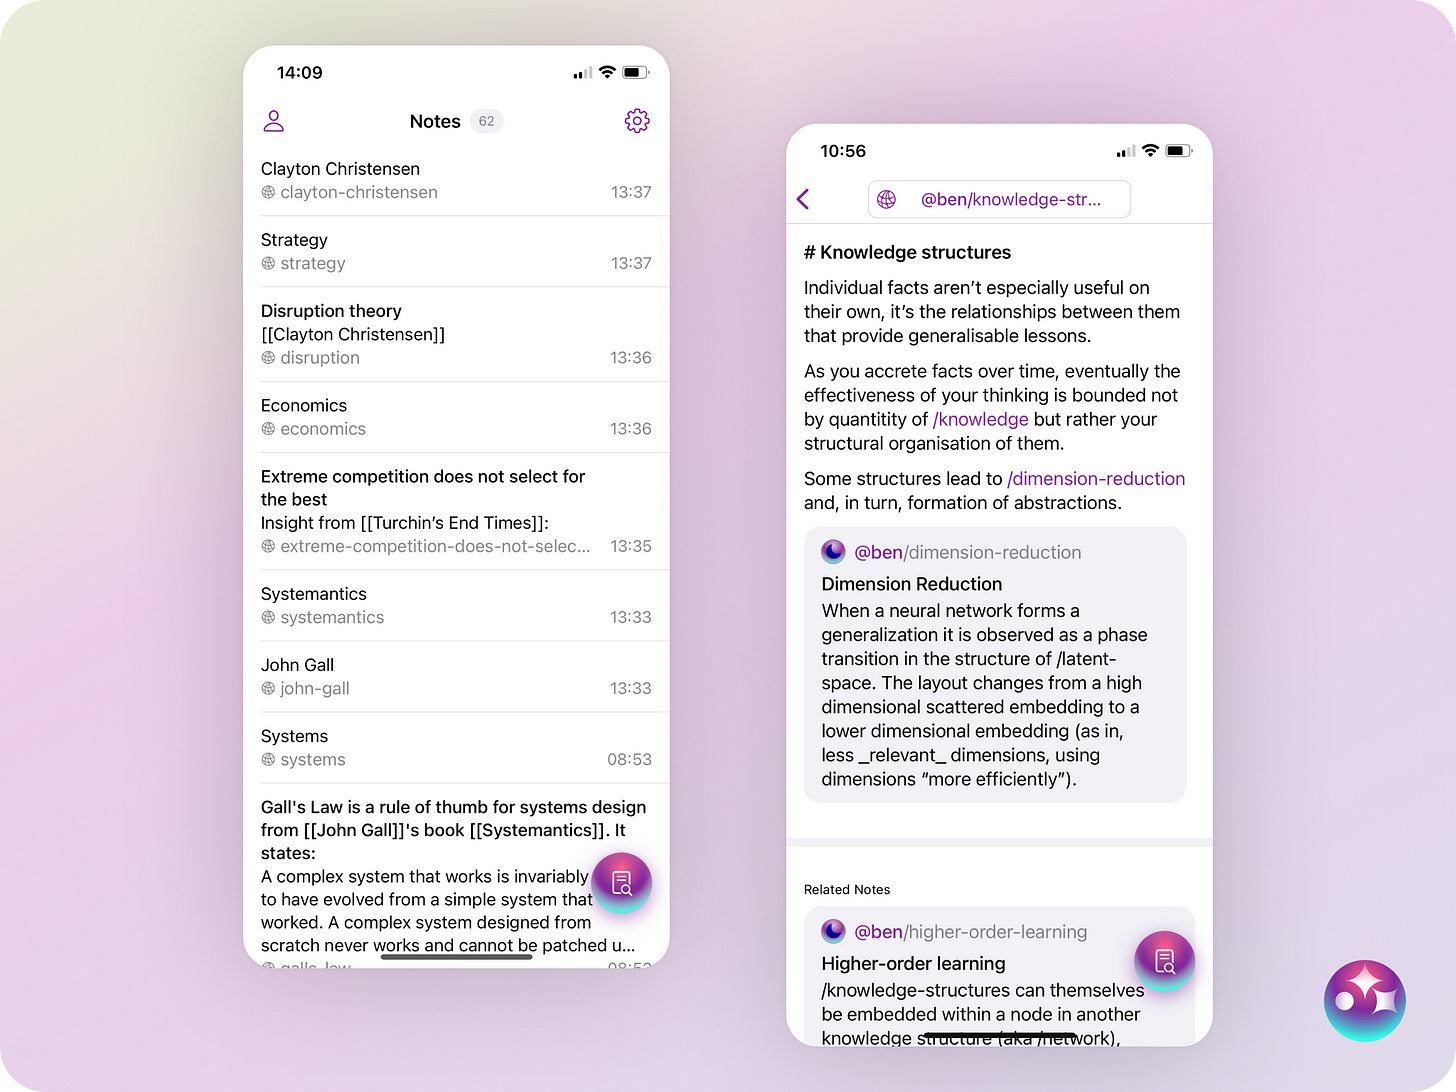 14:09
Notes 62
Clayton Christensen
clayton-christensen 13:37
Strategy
strategy 13:37
Disruption theory
[[Clayton Christensen]]
disruption 13:36
Economics
economics 13:36
Extreme competition does not select for
the best
Insight from [[Turchin’s End Times]]:
extreme-competition-does-not-selec... 13:35
Systemantics
systemantics 13:33
John Gall
john-gall 13:33
Systems
systems 08:53
Gall's Law is a rule of thumb for systems design
from [[John Gall]]'s book [[Systemantics]]. It
states:
A complex system that works is invariably
to have evolved from a simple system that
worked. A complex system designed from
scratch never works and cannot be patched u...
galls-law 08:52
10:56
@ben/knowledge-str...
# Knowledge structures
Individual facts aren’t especially useful on
their own, it’s the relationships between them
that provide generalisable lessons.
As you accrete facts over time, eventually the
effectiveness of your thinking is bounded not
by quantitity of /knowledge but rather your
structural organisation of them.
Some structures lead to /dimension-reduction
and, in turn, formation of abstractions.
@ben/dimension-reduction
Dimension Reduction
When a neural network forms a
generalization it is observed as a phase
transition in the structure of /latent-
space. The layout changes from a high
dimensional scattered embedding to a
lower dimensional embedding (as in,
less _relevant_ dimensions, using
dimensions “more efficiently”).
Related Notes
@ben/higher-order-learning
Higher-order learning
/knowledge-structures can themselves
be embedded within a node in another
knowledge structure (aka /network),